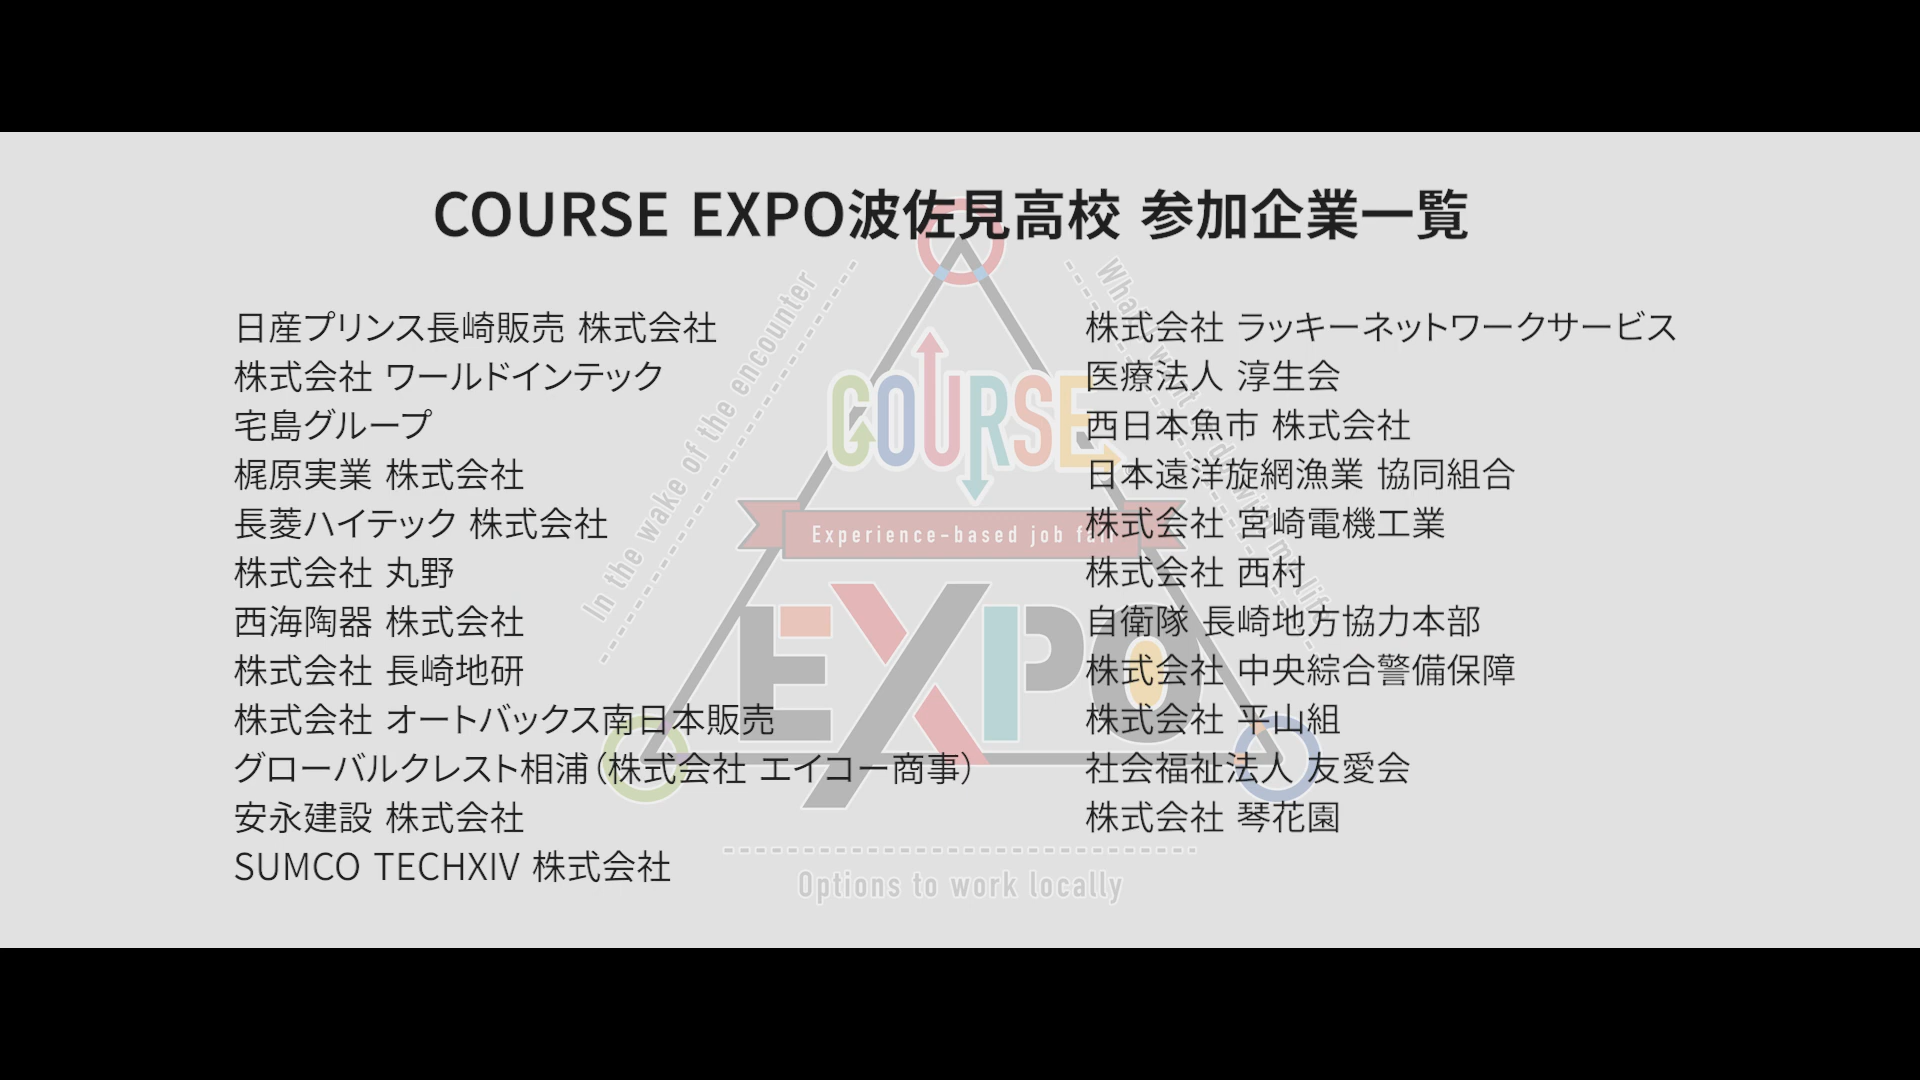 COURSE EXPO波佐見高校 参加企業一覧
日産プリンス長崎販売 株式会社
株式会社 ワールドインテック
宅島グループ
梶原実業 株式会社
長菱ハイテック 株式会社
株式会社 丸野
西海陶器 株式会社
株式会社 長崎地研
株式会社 オートバックス南日本販売
グローバルクレスト相浦（株式会社 エイコー商事）
安永建設 株式会社
SUMCO TECHXIV 株式会社
株式会社 ラッキーネットワークサービス
医療法人 淳生会
西日本魚市 株式会社
日本遠洋旋網漁業 協同組合
株式会社 宮崎電機工業
株式会社 西村
自衛隊 長崎地方協力本部
株式会社 中央綜合警備保障
株式会社 平山組
社会福祉法人 友愛会
株式会社 琴花園
In the wake of the encounter
What I want to do with my life
COURSE
Experience-based job fair
EXPO
Options to work locally